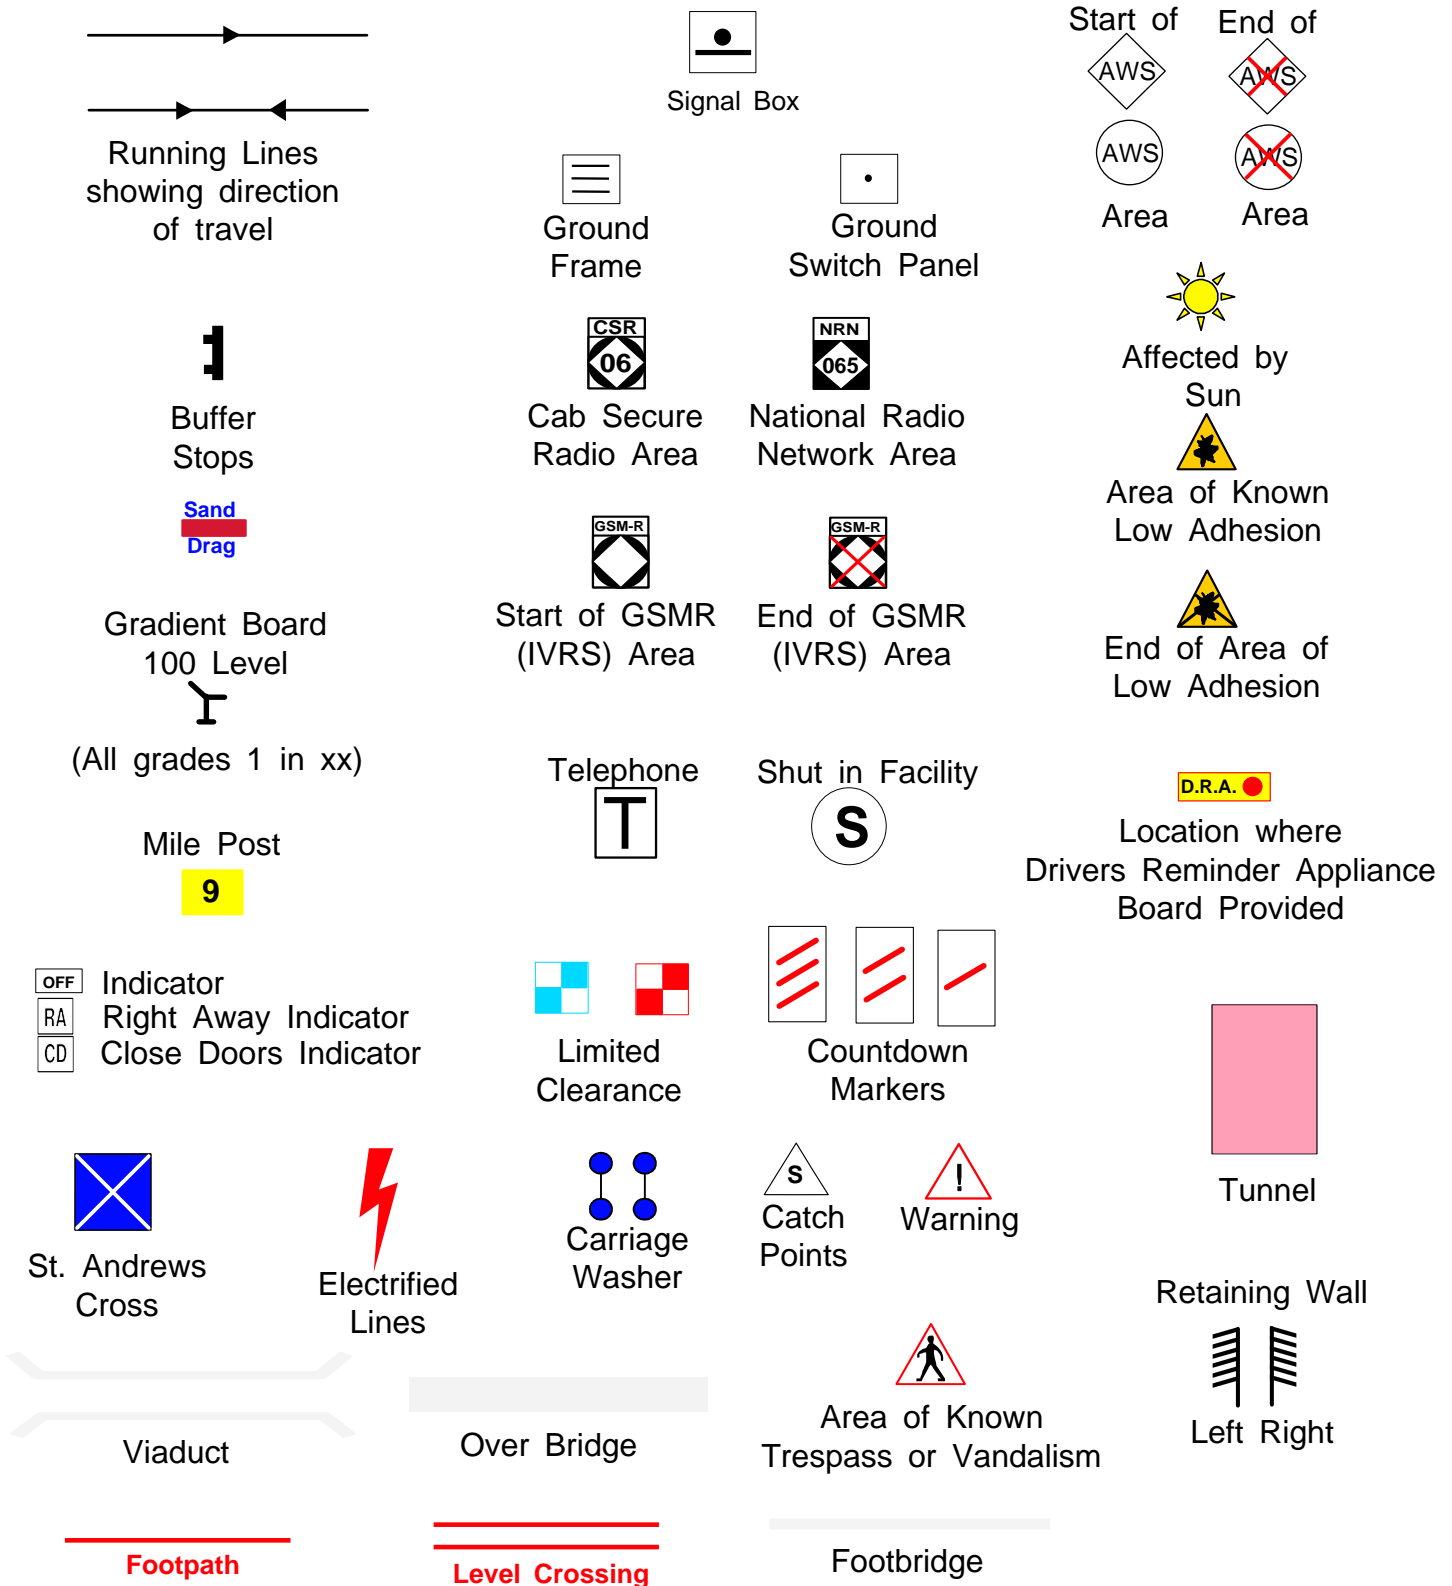 Running Lines
showing direction
of travel
Signal Box
Start of
End of
AWS
AWS
AWS
AWS
Area
Area
Ground
Frame
Ground
Switch Panel
Affected by
Sun
Buffer
Stops
CSR
06
Cab Secure
Radio Area
NRN
065
National Radio
Network Area
Area of Known
Low Adhesion
Sand
Drag
GSM-R
Start of GSMR
(IVRS) Area
GSM-R
End of GSMR
(IVRS) Area
End of Area of
Low Adhesion
Gradient Board
100 Level
(All grades 1 in xx)
Telephone
T
Shut in Facility
S
D.R.A.
Location where
Drivers Reminder Appliance
Board Provided
Mile Post
9
OFF Indicator
RA Right Away Indicator
CD Close Doors Indicator
Limited
Clearance
Countdown
Markers
Tunnel
St. Andrews
Cross
Electrified
Lines
Carriage
Washer
S
Catch
Points
!
Warning
Retaining Wall
Left Right
Viaduct
Over Bridge
Area of Known
Trespass or Vandalism
Footpath
Level Crossing
Footbridge